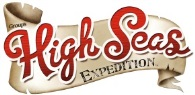 Group's
High Seas
EXPEDITION